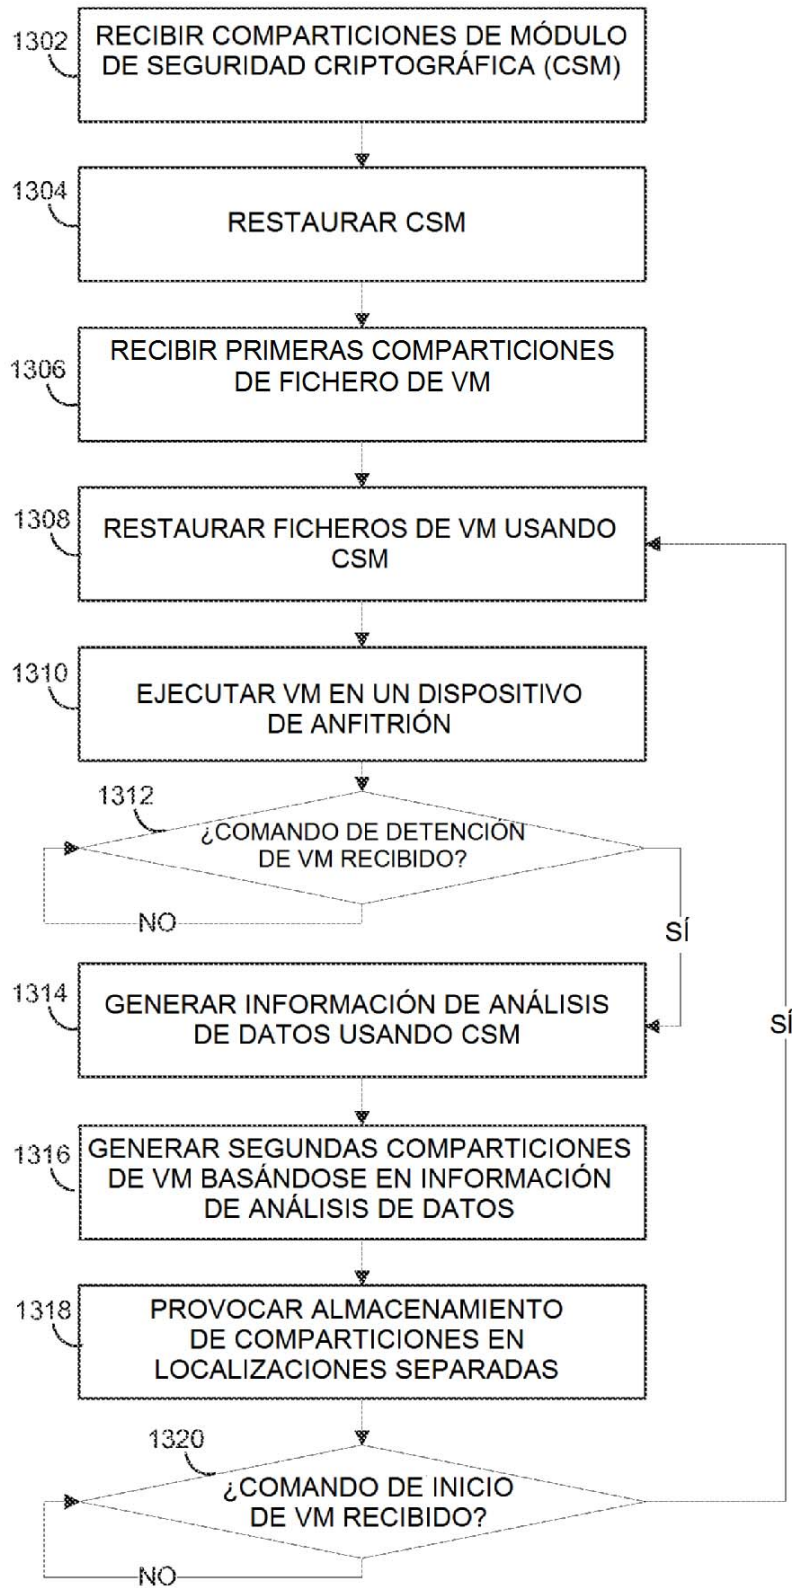 1302
RECIBIR COMPARTICIONES DE MÓDULO
DE SEGURIDAD CRIPTOGRÁFICA (CSM)
1304
RESTAURAR CSM
1306
RECIBIR PRIMERAS COMPARTICIONES
DE FICHERO DE VM
1308
RESTAURAR FICHEROS DE VM USANDO
CSM
1310
EJECUTAR VM EN UN DISPOSITIVO
DE ANFITRIÓN
1312
¿COMANDO DE DETENCIÓN
DE VM RECIBIDO?
NO
SÍ
1314
GENERAR INFORMACIÓN DE ANÁLISIS
DE DATOS USANDO CSM
SÍ
1316
GENERAR SEGUNDAS COMPARTICIONES
DE VM BASÁNDOSE EN INFORMACIÓN
DE ANÁLISIS DE DATOS
1318
PROVOCAR ALMACENAMIENTO
DE COMPARTICIONES EN
LOCALIZACIONES SEPARADAS
1320
¿COMANDO DE INICIO
DE VM RECIBIDO?
NO